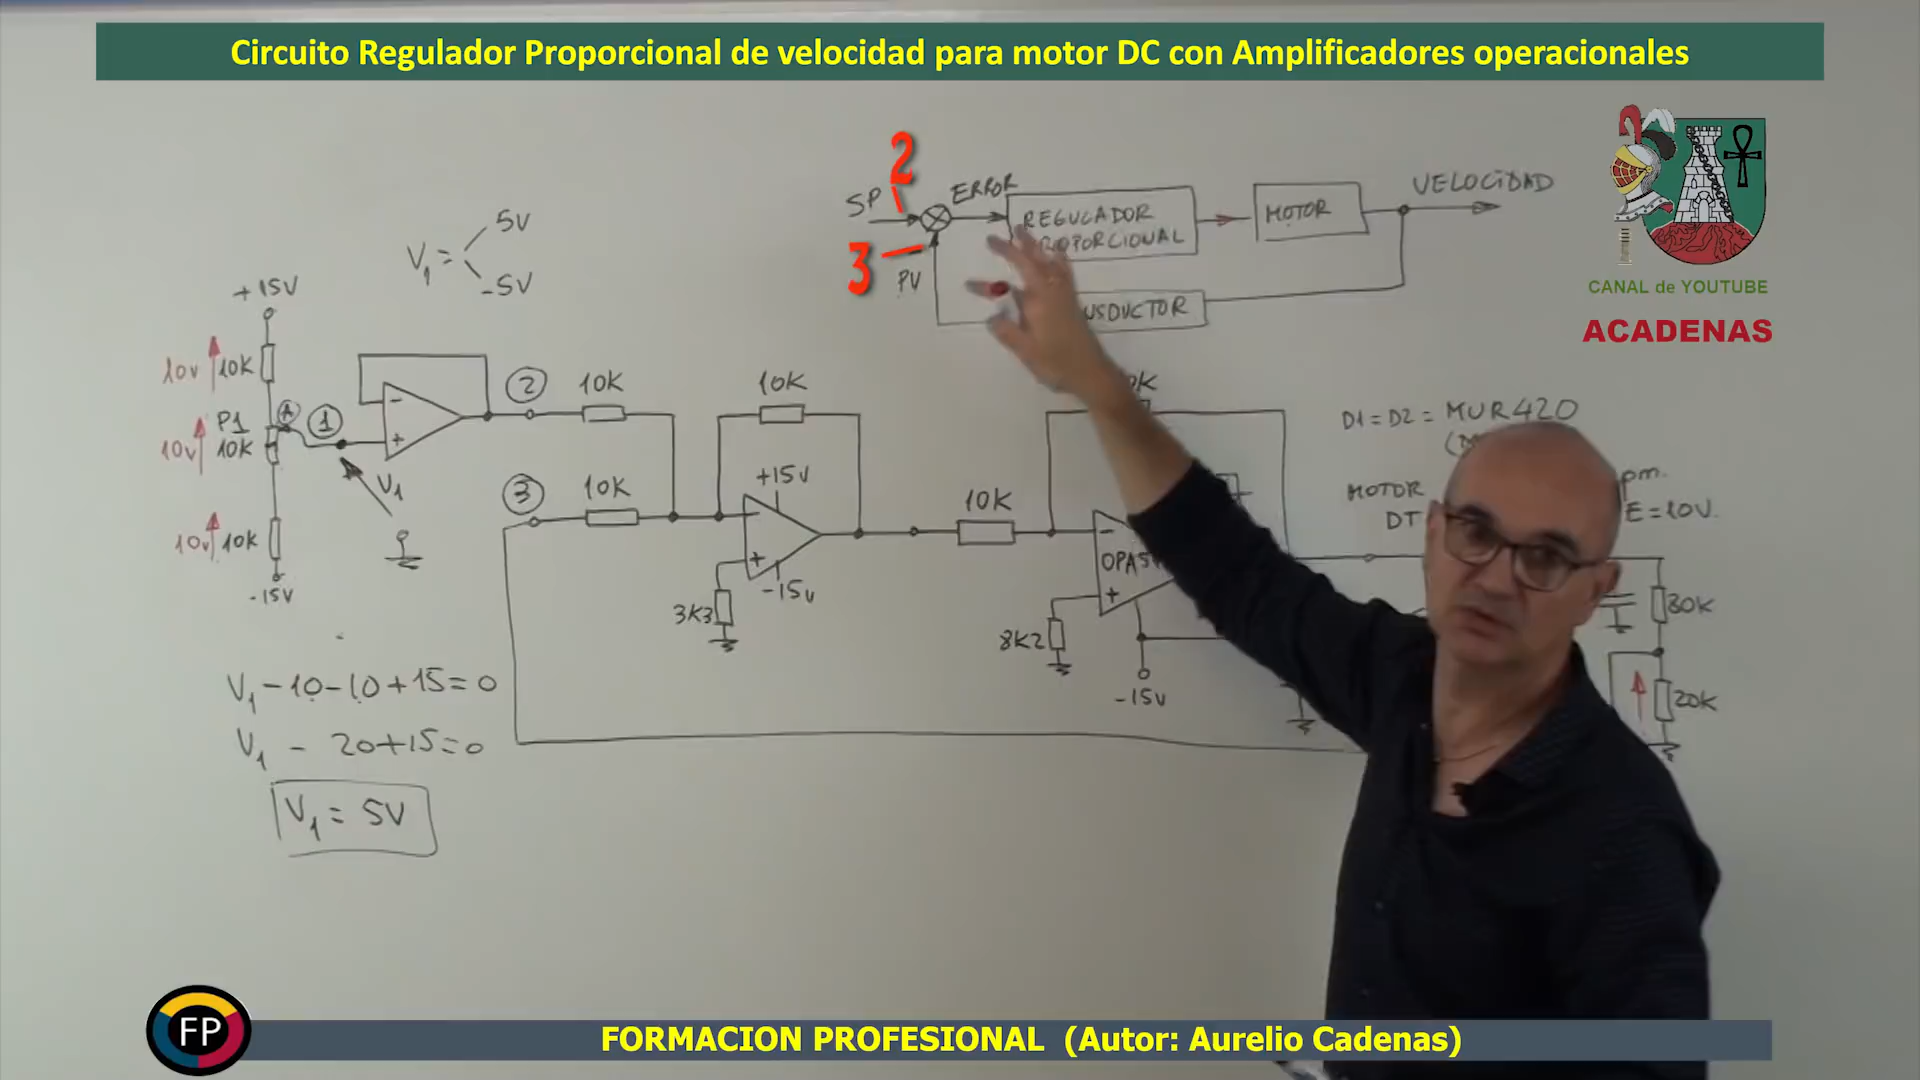 Circuito Regulador Proporcional de velocidad para motor DC con Amplificadores operacionales
2
SP
ERROR
REGULADOR
MOTOR
VELOCIDAD
3
PV
CANAL de YOUTUBE
ACADENAS
V1 =
5V
-5V
+15V
10V
10K
P1
10K
A
1
10V
V1
10V
10K
-15V
-
+
2
10K
3
10K
10K
+15V
-
+
-15V
3K3
10K
-
+
8K2
-15V
D1=D2= MUR420
MOTOR
DT
E=10V.
80K
20K
V1-10-10+15=0
V1 - 20+15=0
V1 = 5V
FP
FORMACION PROFESIONAL (Autor: Aurelio Cadenas)